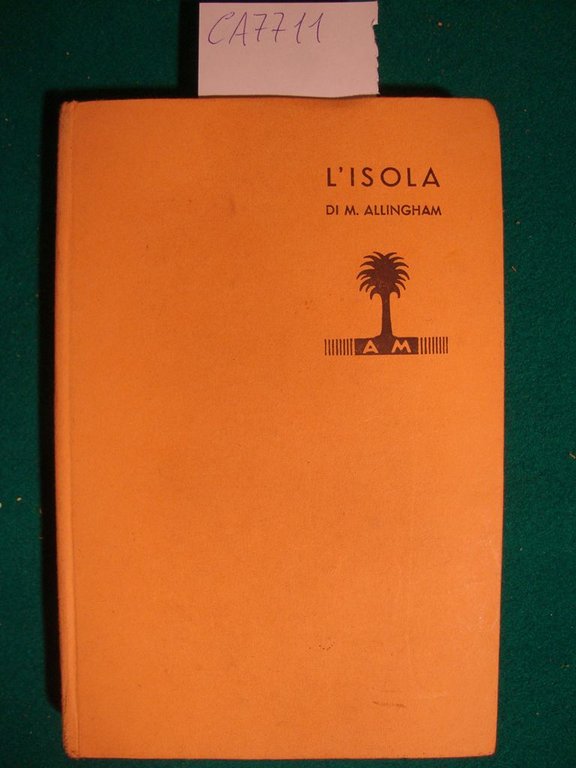 CA7711
L'ISOLA
DI M. ALLINGHAM
A M